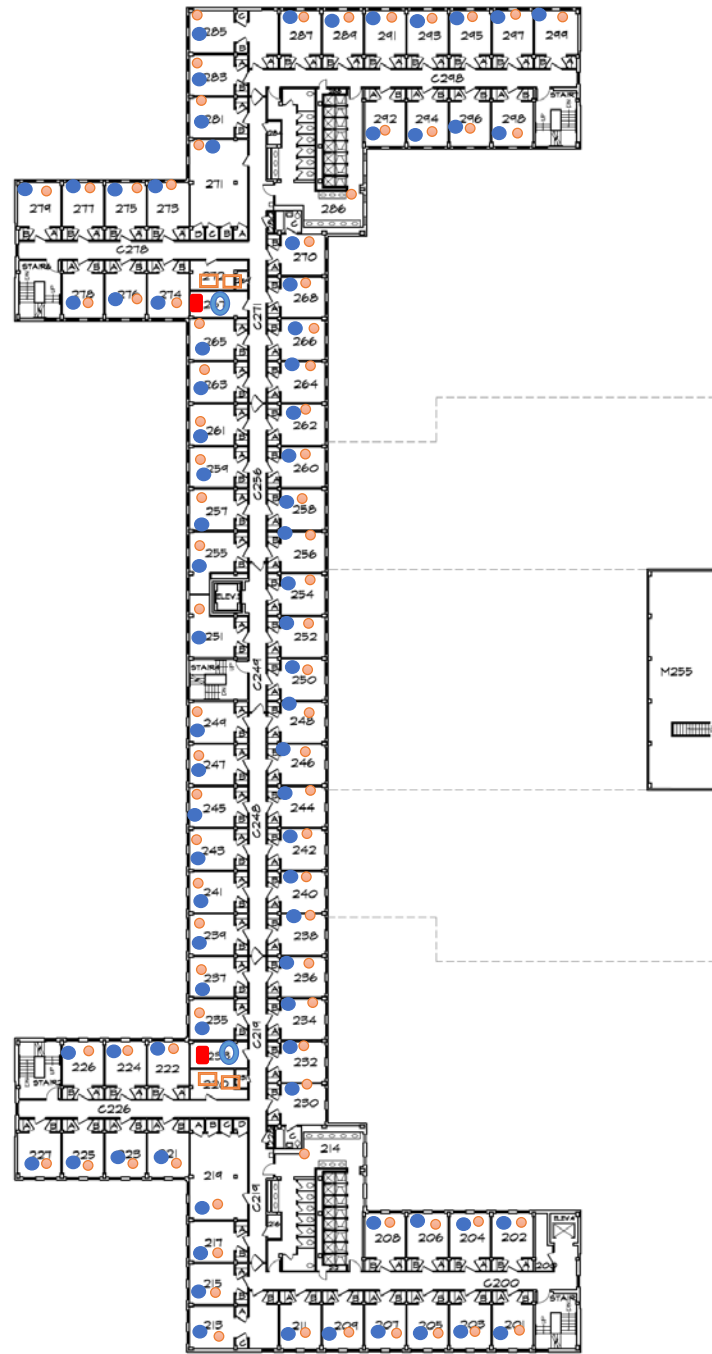 285 C 287 289 291 293 295 297 299
B
283 A A B A B A B A B A B A B A B
B C298
A A B A B A B A B STAIR
281 292 294 296 298
B
271
286
279 277 275 273
B A B A B A B A D C B A C
C278 270
STAIR A B A B A B 272
278 276 274 C271 268
265 266
263 264
261 262
259 C256 260
257 258
255 256
ELEV. 254
251 252
STAIR C249 250
249 248
247 246
245 C248 244
243 242
241 240
239 238
237 236
235 C219 234
233 232
226 224 222
STAIR 220 230
B A B A B A
C226
A B A B A B A B A B C D C
227 225 223 221 219 214
C219
216
217 208 206 204 202 ELEV.4
215 A B A B A B A B
C200
A B A B A B A B A B A B A B STAIR
213 211 209 207 205 203 201
C
M255